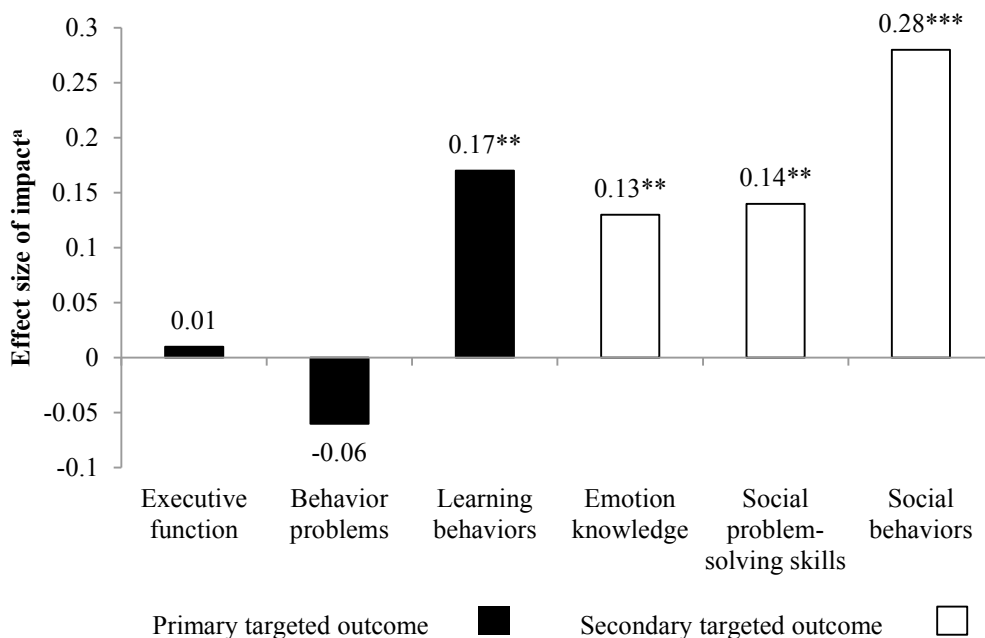 0.3
0.25
0.2
0.15
0.1
0.05
0
-0.05
-0.1
Effect size of impactᵃ
0.01
-0.06
0.17**
0.13**
0.14**
0.28***
Executive function
Behavior problems
Learning behaviors
Emotion knowledge
Social problem-solving skills
Social behaviors
Primary targeted outcome
Secondary targeted outcome